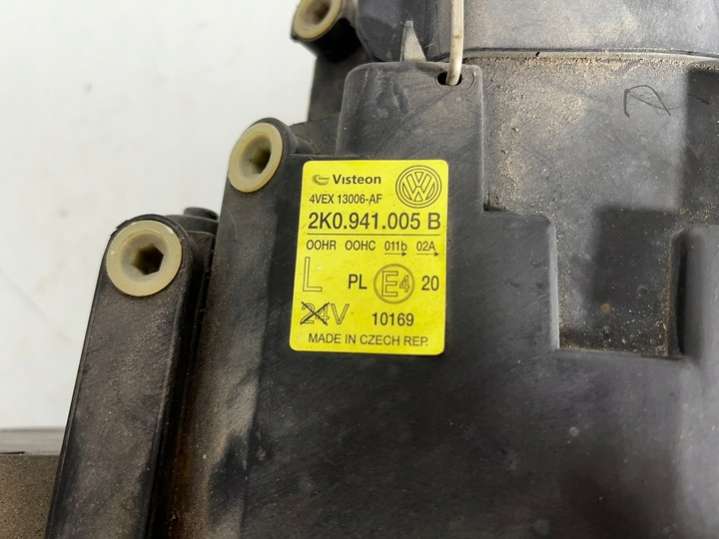 Visteon
4VEX 13006-AF
2K0.941.005 B
OOHR OOHC 011b 02A
L PL E4 20
24V 10169
MADE IN CZECH REP.